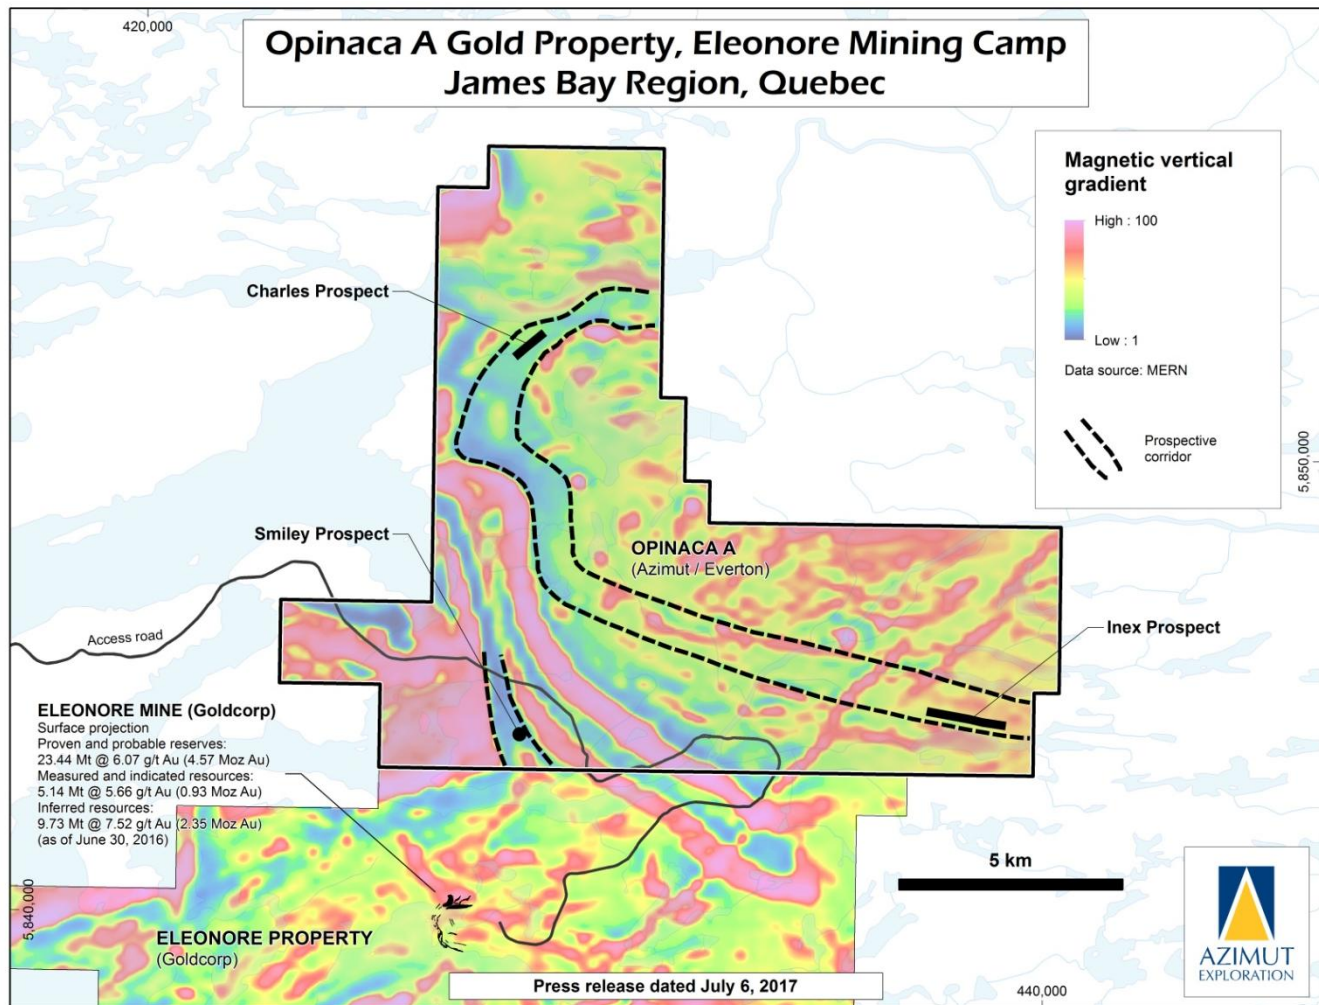 420,000
Opinaca A Gold Property, Eleonore Mining Camp
James Bay Region, Quebec
Magnetic vertical
gradient
High : 100
Low : 1
Data source: MERN
Prospective
corridor
5,850,000
Charles Prospect
Smiley Prospect
OPINACA A
(Azimut / Everton)
Inex Prospect
Access road
ELEONORE MINE (Goldcorp)
Surface projection
Proven and probable reserves:
23.44 Mt @ 6.07 g/t Au (4.57 Moz Au)
Measured and indicated resources:
5.14 Mt @ 5.66 g/t Au (0.93 Moz Au)
Inferred resources:
9.73 Mt @ 7.52 g/t Au (2.35 Moz Au)
(as of June 30, 2016)
5 km
5,840,000
ELEONORE PROPERTY
(Goldcorp)
AZIMUT
EXPLORATION
Press release dated July 6, 2017
440,000